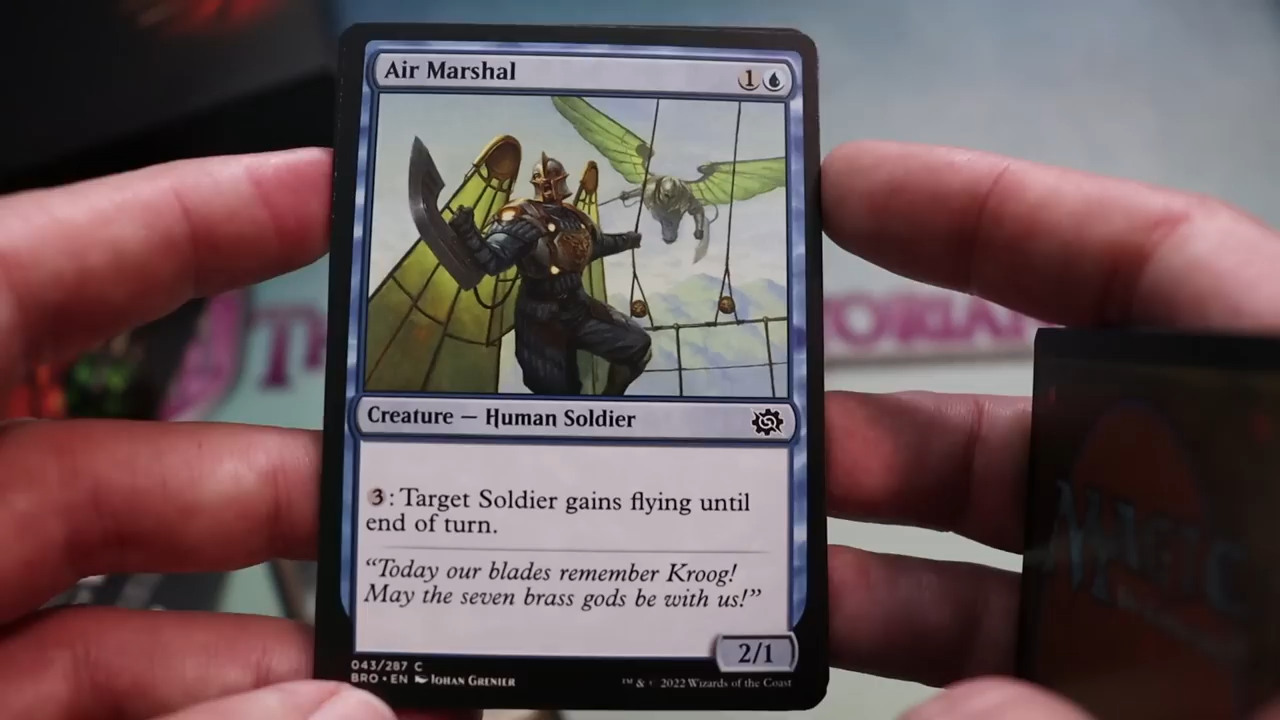 Air Marshal 1
Creature — Human Soldier
3: Target Soldier gains flying until
end of turn.
“Today our blades remember Kroog!
May the seven brass gods be with us!”
2/1
043/287 C
BRO • EN Johan Grenier
™ & © 2022 Wizards of the Coast
MAGIC